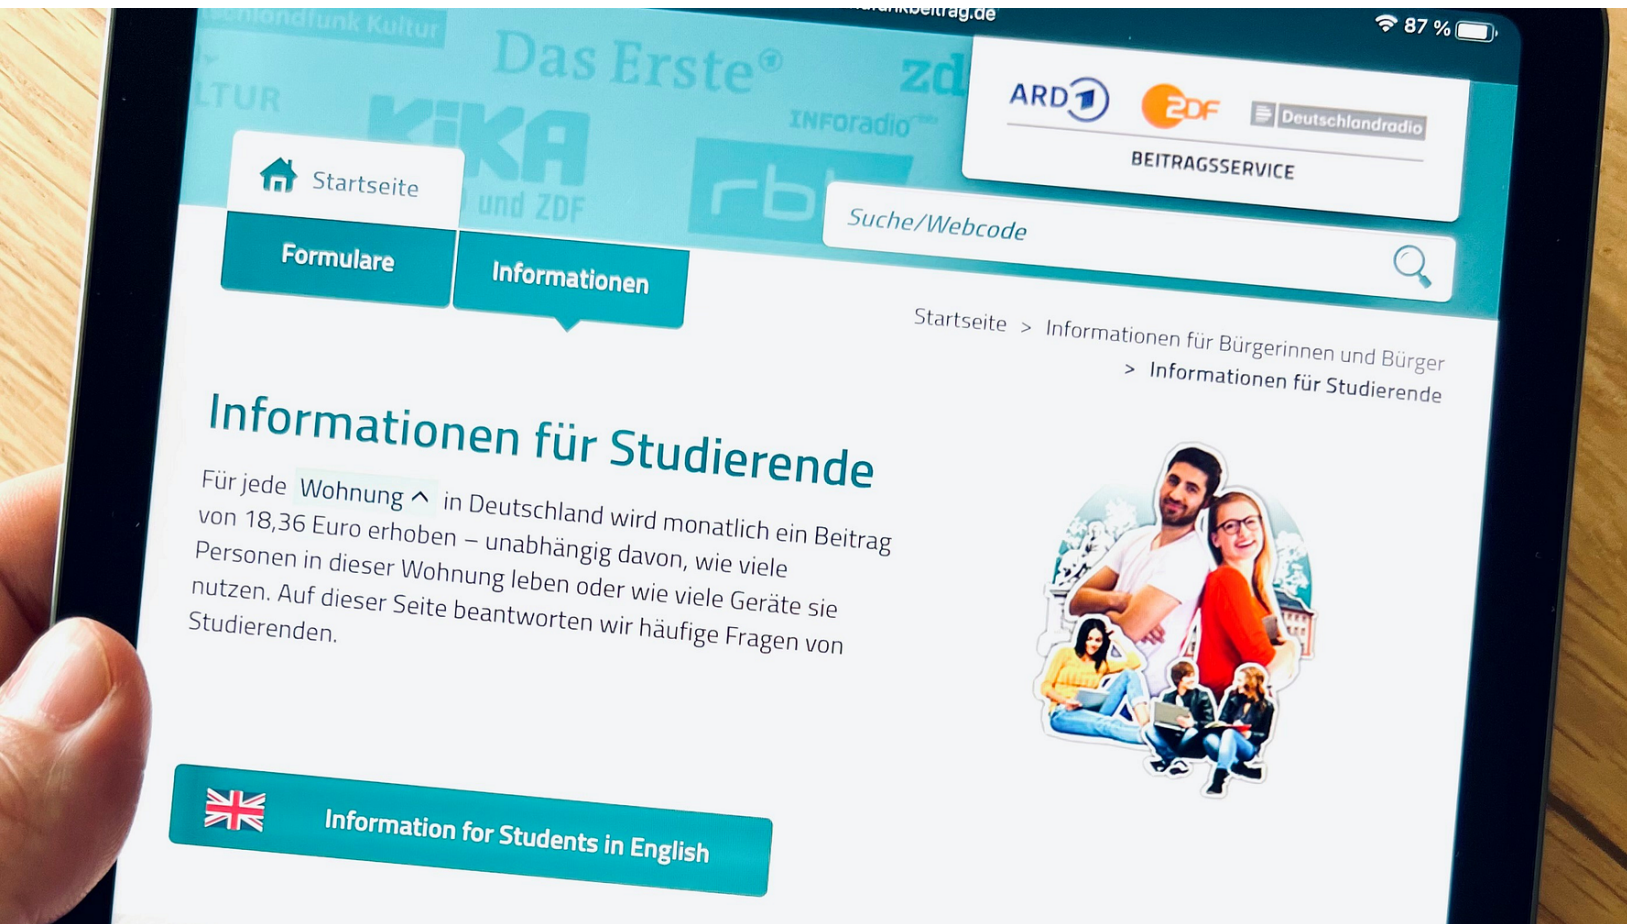 87 %
Das Erste
ARD 1
ZDF
Deutschlandradio
BEITRAGSSERVICE
KiKA
INFOradio
und ZDF
Startseite
Suche/Webcode
Formulare
Informationen
Startseite > Informationen für Bürgerinnen und Bürger
> Informationen für Studierende
Informationen für Studierende
Für jede Wohnung ^ in Deutschland wird monatlich ein Beitrag
von 18,36 Euro erhoben – unabhängig davon, wie viele
Personen in dieser Wohnung leben oder wie viele Geräte sie
nutzen. Auf dieser Seite beantworten wir häufige Fragen von
Studierenden.
Information for Students in English